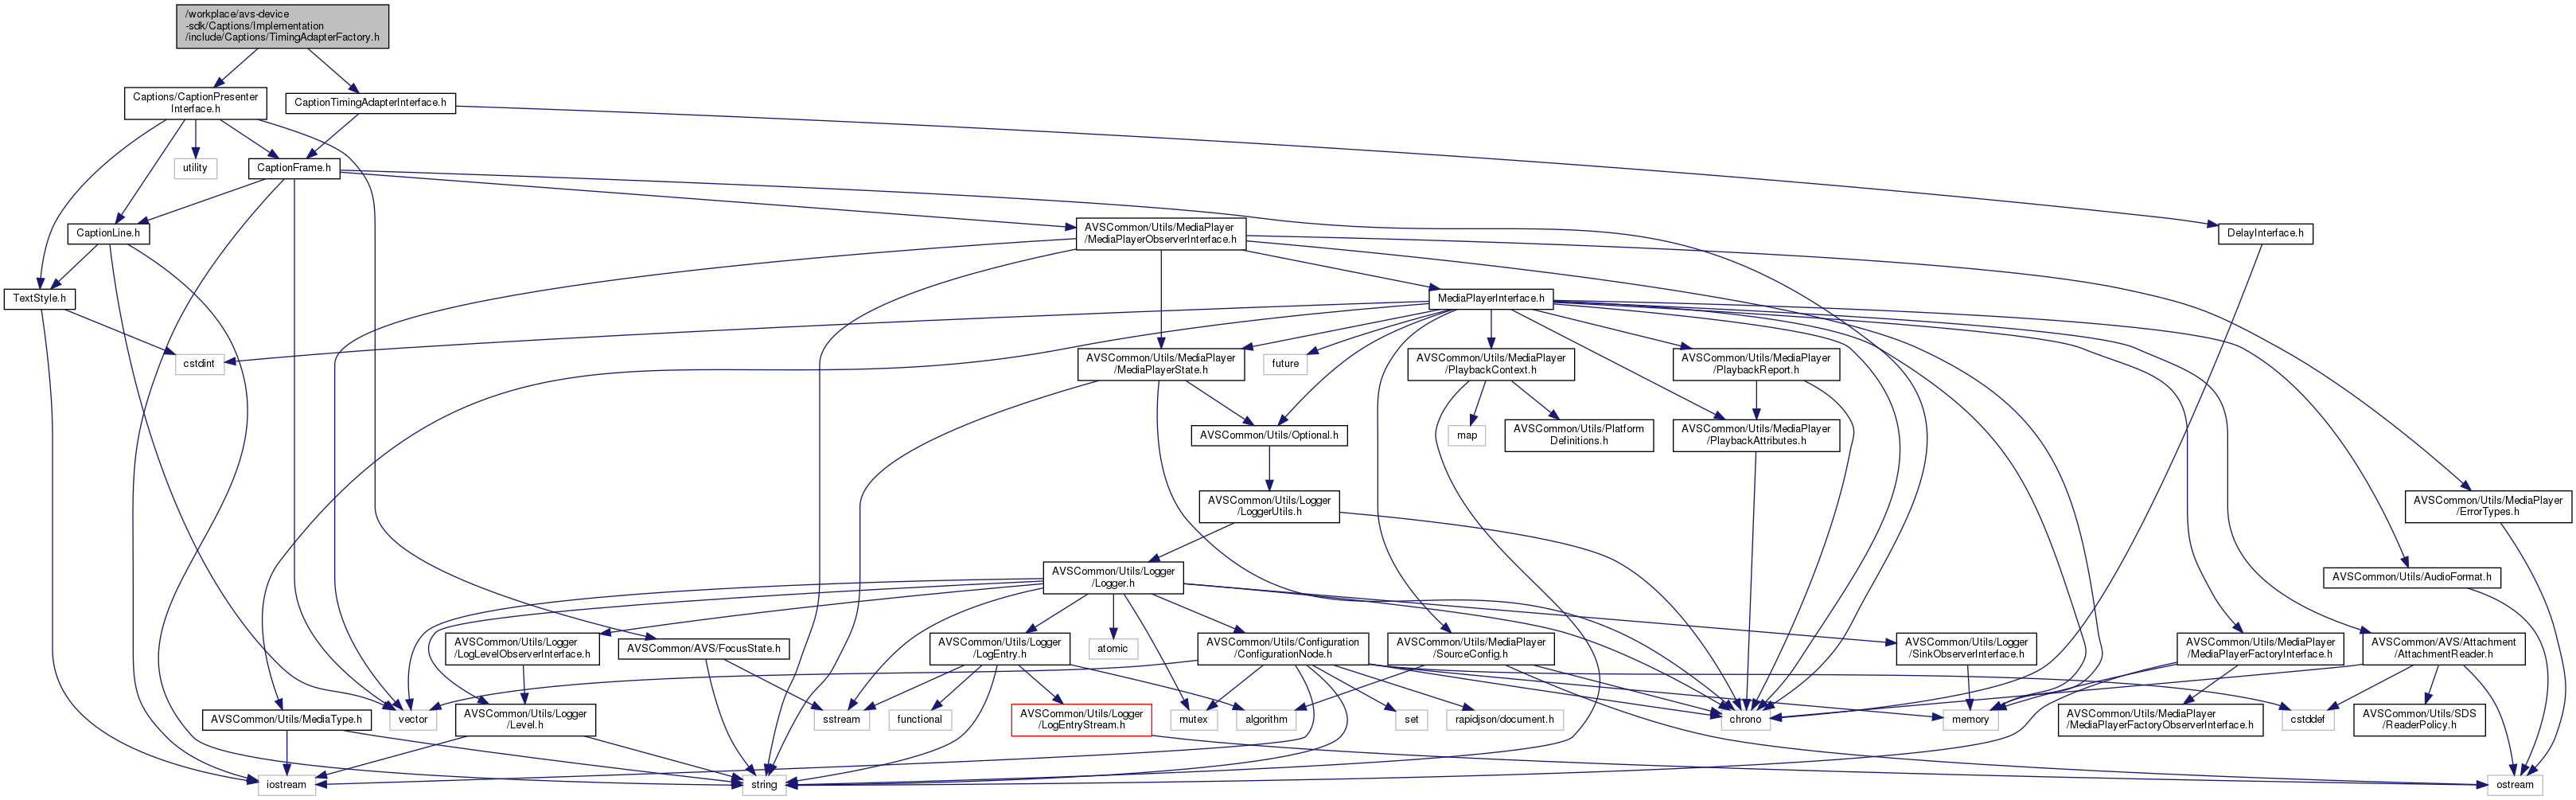 /workplace/avs-device
-sdk/Captions/Implementation
/include/Captions/TimingAdapterFactory.h
Captions/CaptionPresenter
Interface.h
CaptionTimingAdapterInterface.h
utility
CaptionFrame.h
CaptionLine.h
AVSCommon/Utils/MediaPlayer
/MediaPlayerObserverInterface.h
DelayInterface.h
TextStyle.h
MediaPlayerInterface.h
cstdint
AVSCommon/Utils/MediaPlayer
/MediaPlayerState.h
future
AVSCommon/Utils/MediaPlayer
/PlaybackContext.h
AVSCommon/Utils/MediaPlayer
/PlaybackReport.h
AVSCommon/Utils/Optional.h
map
AVSCommon/Utils/Platform
Definitions.h
AVSCommon/Utils/MediaPlayer
/PlaybackAttributes.h
AVSCommon/Utils/Logger
/LoggerUtils.h
AVSCommon/Utils/MediaPlayer
/ErrorTypes.h
AVSCommon/Utils/Logger
/Logger.h
AVSCommon/Utils/AudioFormat.h
AVSCommon/Utils/Logger
/LogLevelObserverInterface.h
AVSCommon/AVS/FocusState.h
AVSCommon/Utils/Logger
/LogEntry.h
atomic
AVSCommon/Utils/Configuration
/ConfigurationNode.h
AVSCommon/Utils/MediaPlayer
/SourceConfig.h
AVSCommon/Utils/Logger
/SinkObserverInterface.h
AVSCommon/Utils/MediaPlayer
/MediaPlayerFactoryInterface.h
AVSCommon/AVS/Attachment
/AttachmentReader.h
AVSCommon/Utils/MediaType.h
vector
AVSCommon/Utils/Logger
/Level.h
sstream
functional
AVSCommon/Utils/Logger
/LogEntryStream.h
mutex
algorithm
set
rapidjson/document.h
chrono
memory
AVSCommon/Utils/MediaPlayer
/MediaPlayerFactoryObserverInterface.h
cstddef
AVSCommon/Utils/SDS
/ReaderPolicy.h
iostream
string
ostream